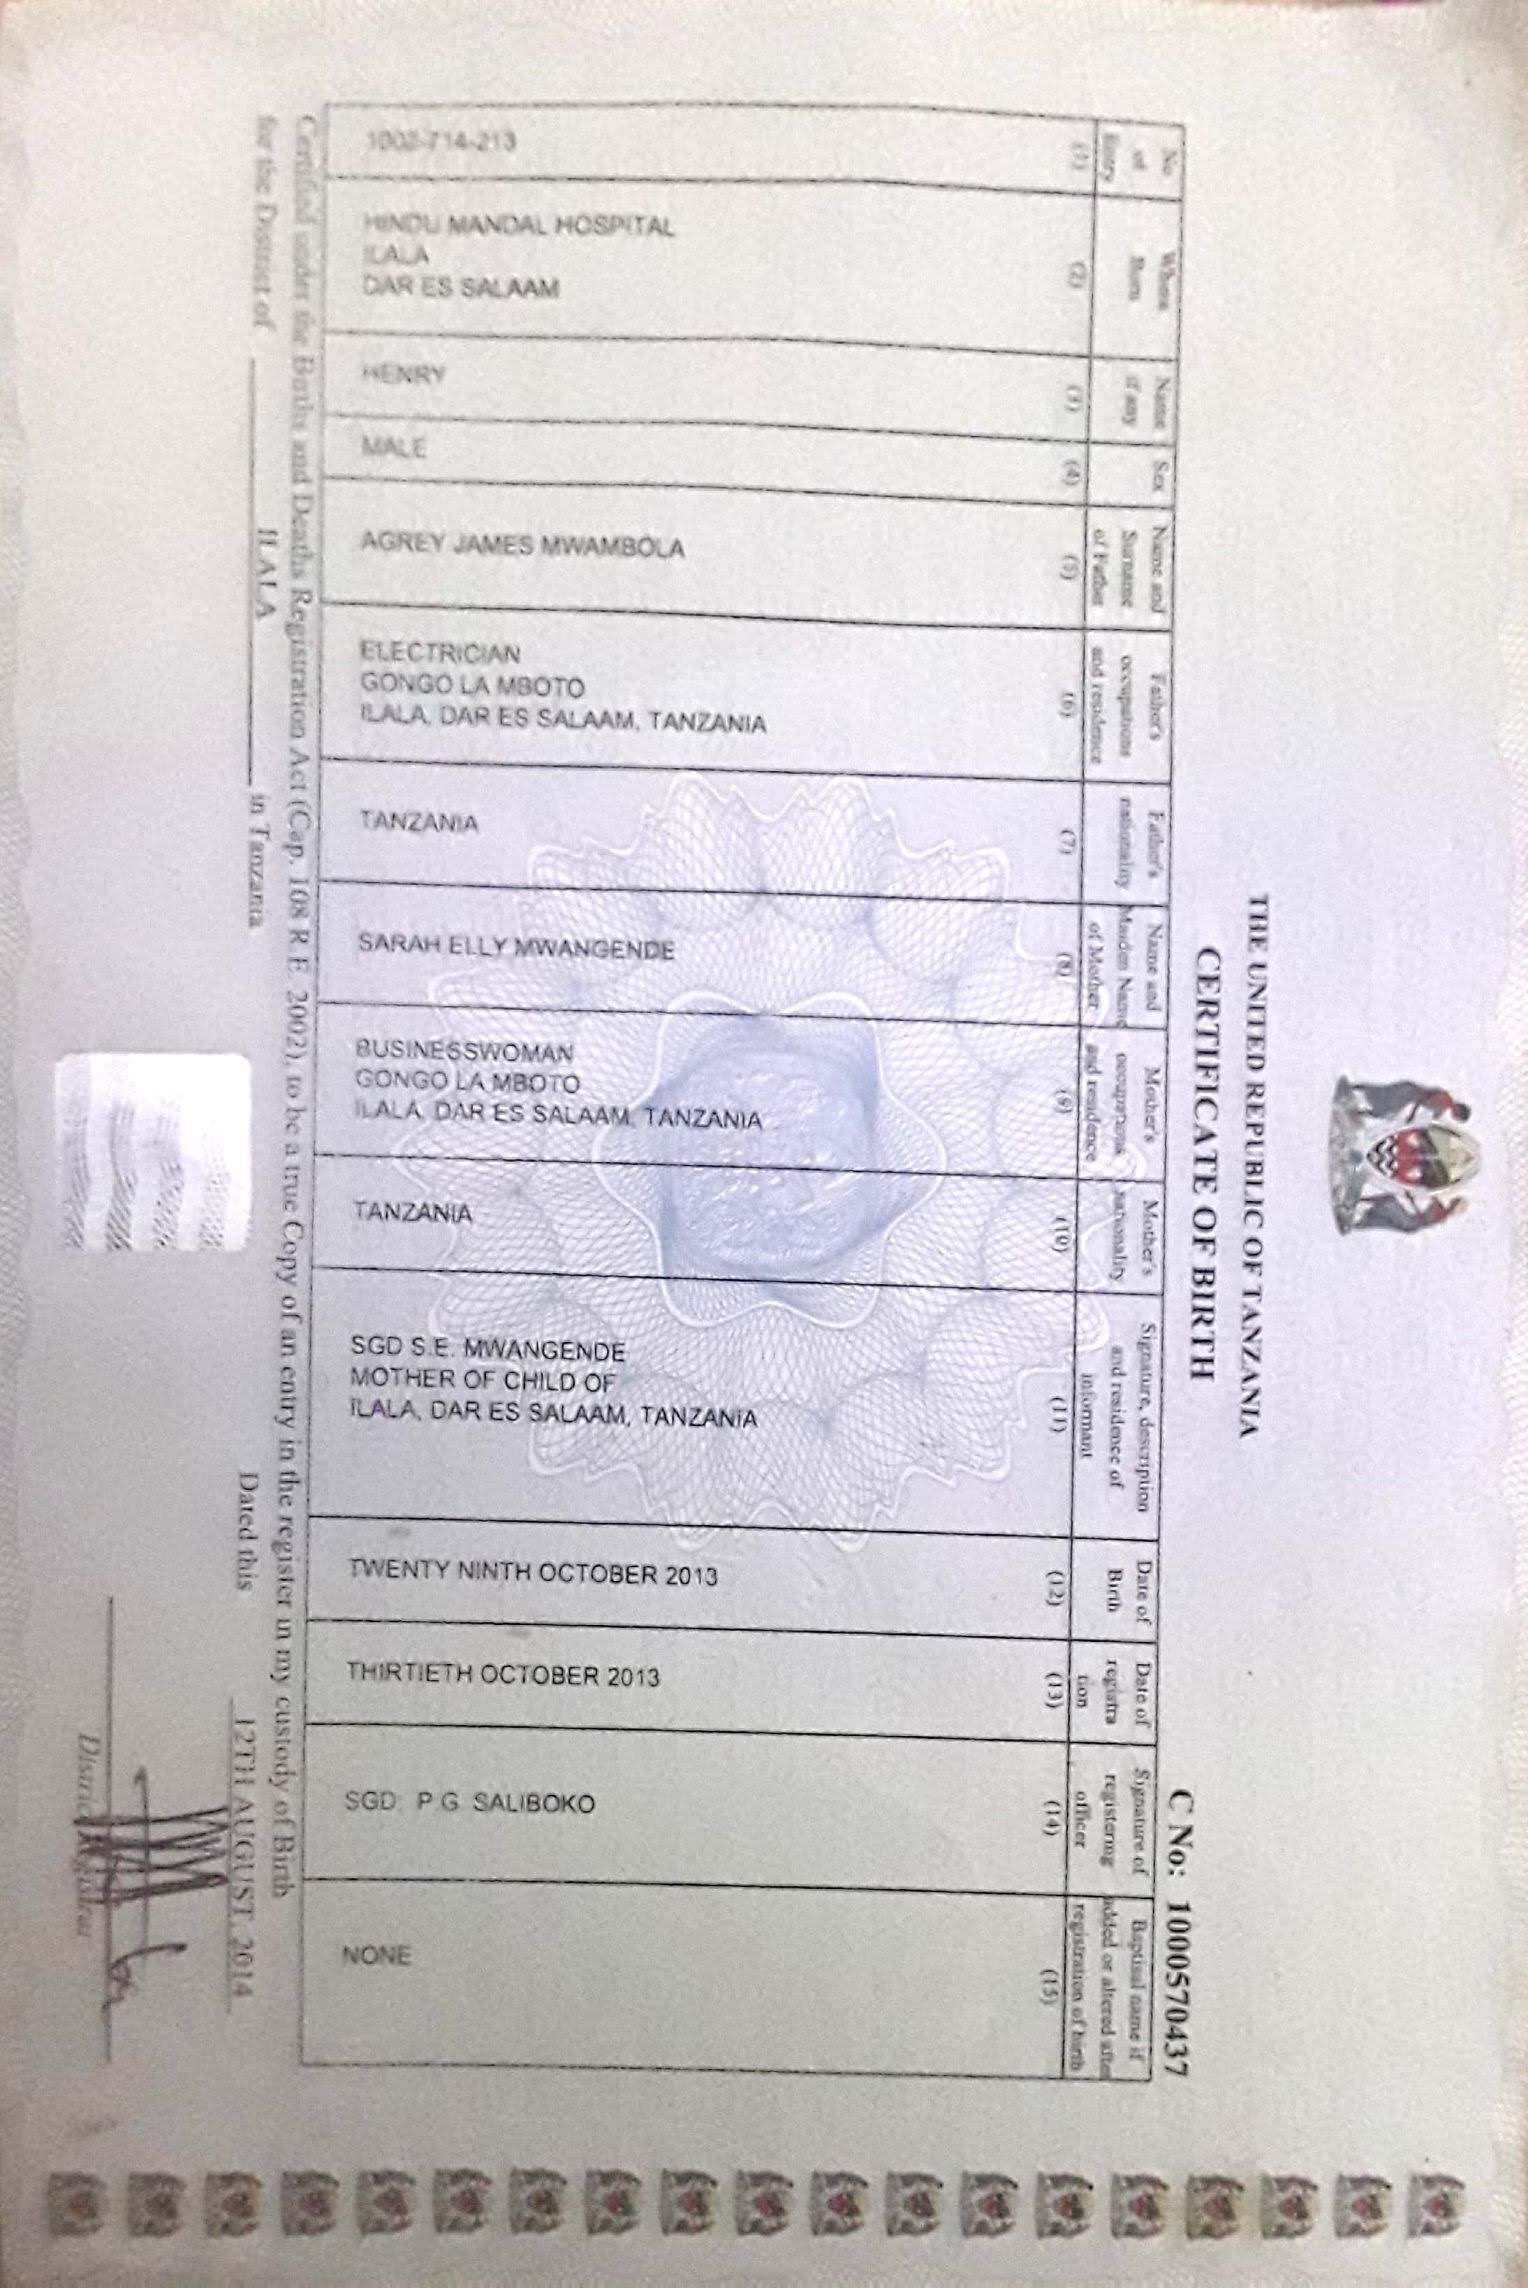 THE UNITED REPUBLIC OF TANZANIA
CERTIFICATE OF BIRTH
C No: 1000570437
No of Entry
(1)
Where Born
(2)
Name if any
(3)
Sex
(4)
Name and Surname of Father
(5)
Father's occupations and residence
(6)
Father's nationality
(7)
Name and Maiden Name of Mother
(8)
Mother's occupations and residence
(9)
Mother's nationality
(10)
Signature, description and residence of informant
(11)
Date of Birth
(12)
Date of registra tion
(13)
Signature of registering officer
(14)
Baptismal name if added or altered after registration of birth
(15)
1002-714-213
HINDU MANDAL HOSPITAL
ILALA
DAR ES SALAAM
HENRY
MALE
AGREY JAMES MWAMBOLA
ELECTRICIAN
GONGO LA MBOTO
ILALA, DAR ES SALAAM, TANZANIA
TANZANIA
SARAH ELLY MWANGENDE
BUSINESSWOMAN
GONGO LA MBOTO
ILALA, DAR ES SALAAM, TANZANIA
TANZANIA
SGD S.E. MWANGENDE
MOTHER OF CHILD OF
ILALA, DAR ES SALAAM, TANZANIA
TWENTY NINTH OCTOBER 2013
THIRTIETH OCTOBER 2013
SGD: P.G. SALIBOKO
NONE
Certified under the Births and Deaths Registration Act (Cap. 108 R.E. 2002), to be a true Copy of an entry in the register in my custody of Birth
for the District of ILALA in Tanzania
Dated this 12TH AUGUST, 2014
District Registrar